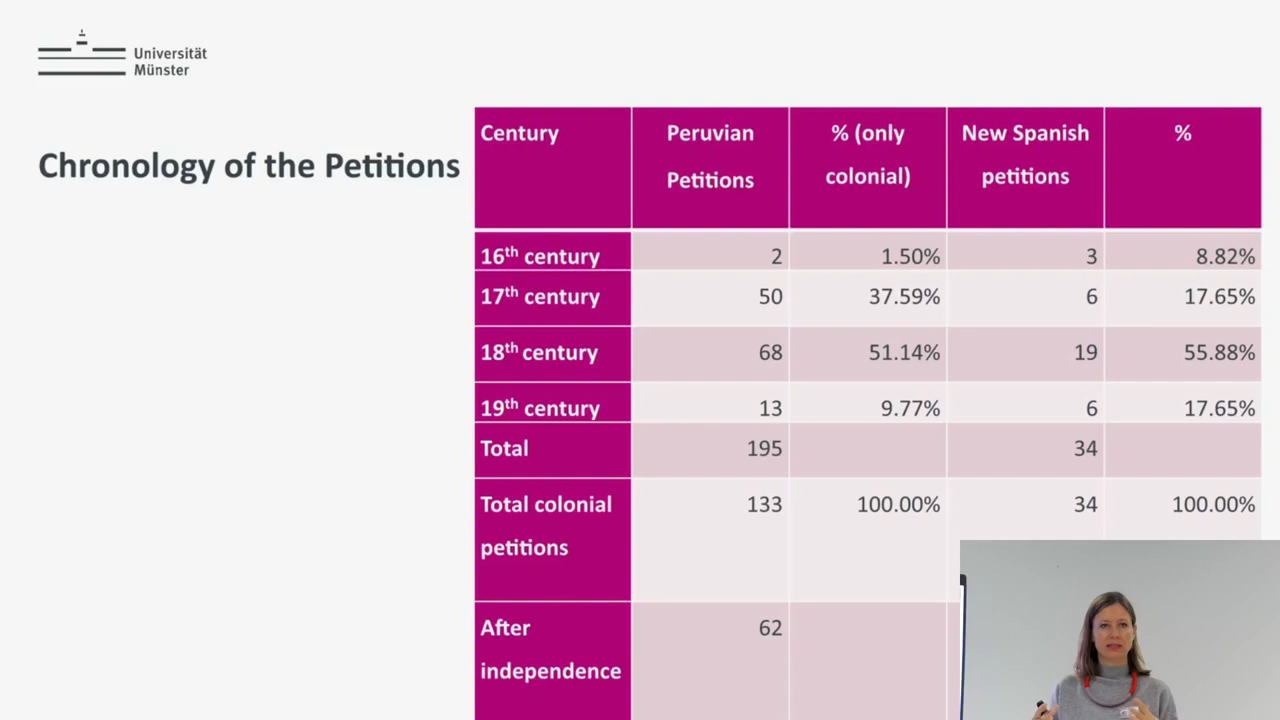 Universität
Münster
Chronology of the Petitions
Century Peruvian Petitions % (only colonial) New Spanish petitions %
16th century 2 1.50% 3 8.82%
17th century 50 37.59% 6 17.65%
18th century 68 51.14% 19 55.88%
19th century 13 9.77% 6 17.65%
Total 195 34
Total colonial petitions 133 100.00% 34 100.00%
After independence 62